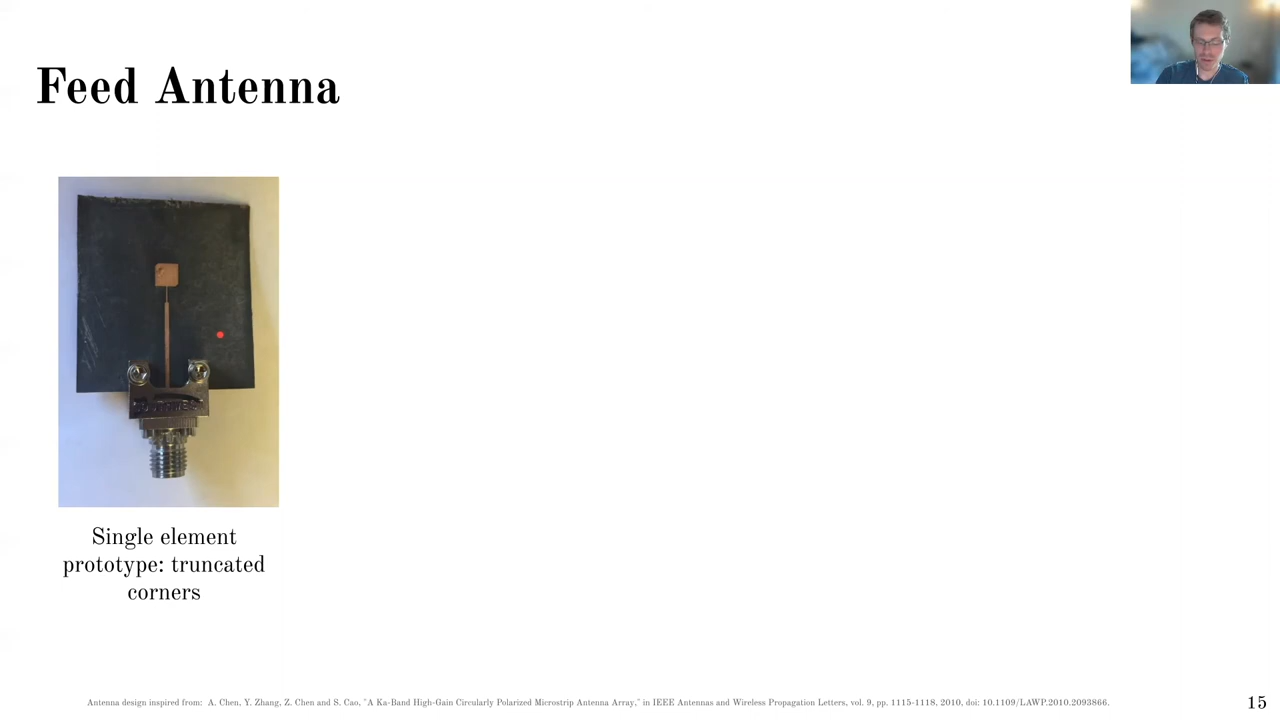 Feed Antenna
Single element
prototype: truncated
corners
Antenna design inspired from: A. Chen, Y. Zhang, Z. Chen and S. Cao, "A Ka-Band High-Gain Circularly Polarized Microstrip Antenna Array," in IEEE Antennas and Wireless Propagation Letters, vol. 9, pp. 1115-1118, 2010, doi: 10.1109/LAWP.2010.2093866.
15